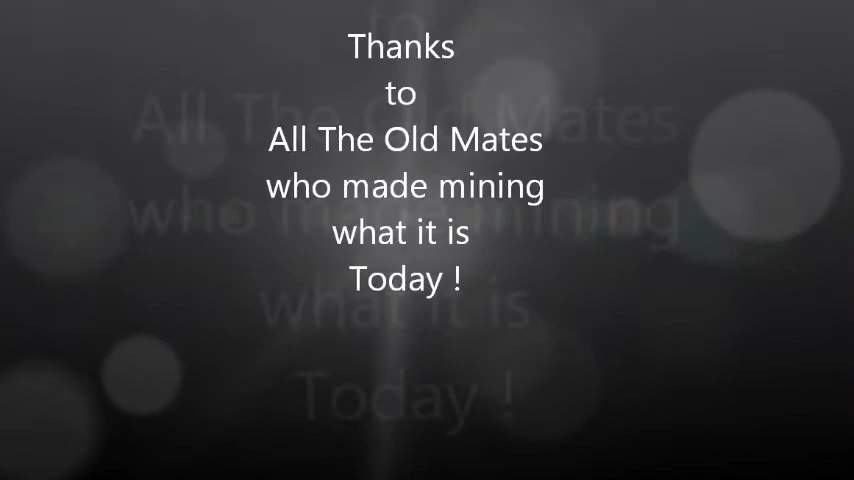 Thanks
to
All The Old Mates
who made mining
what it is
Today !